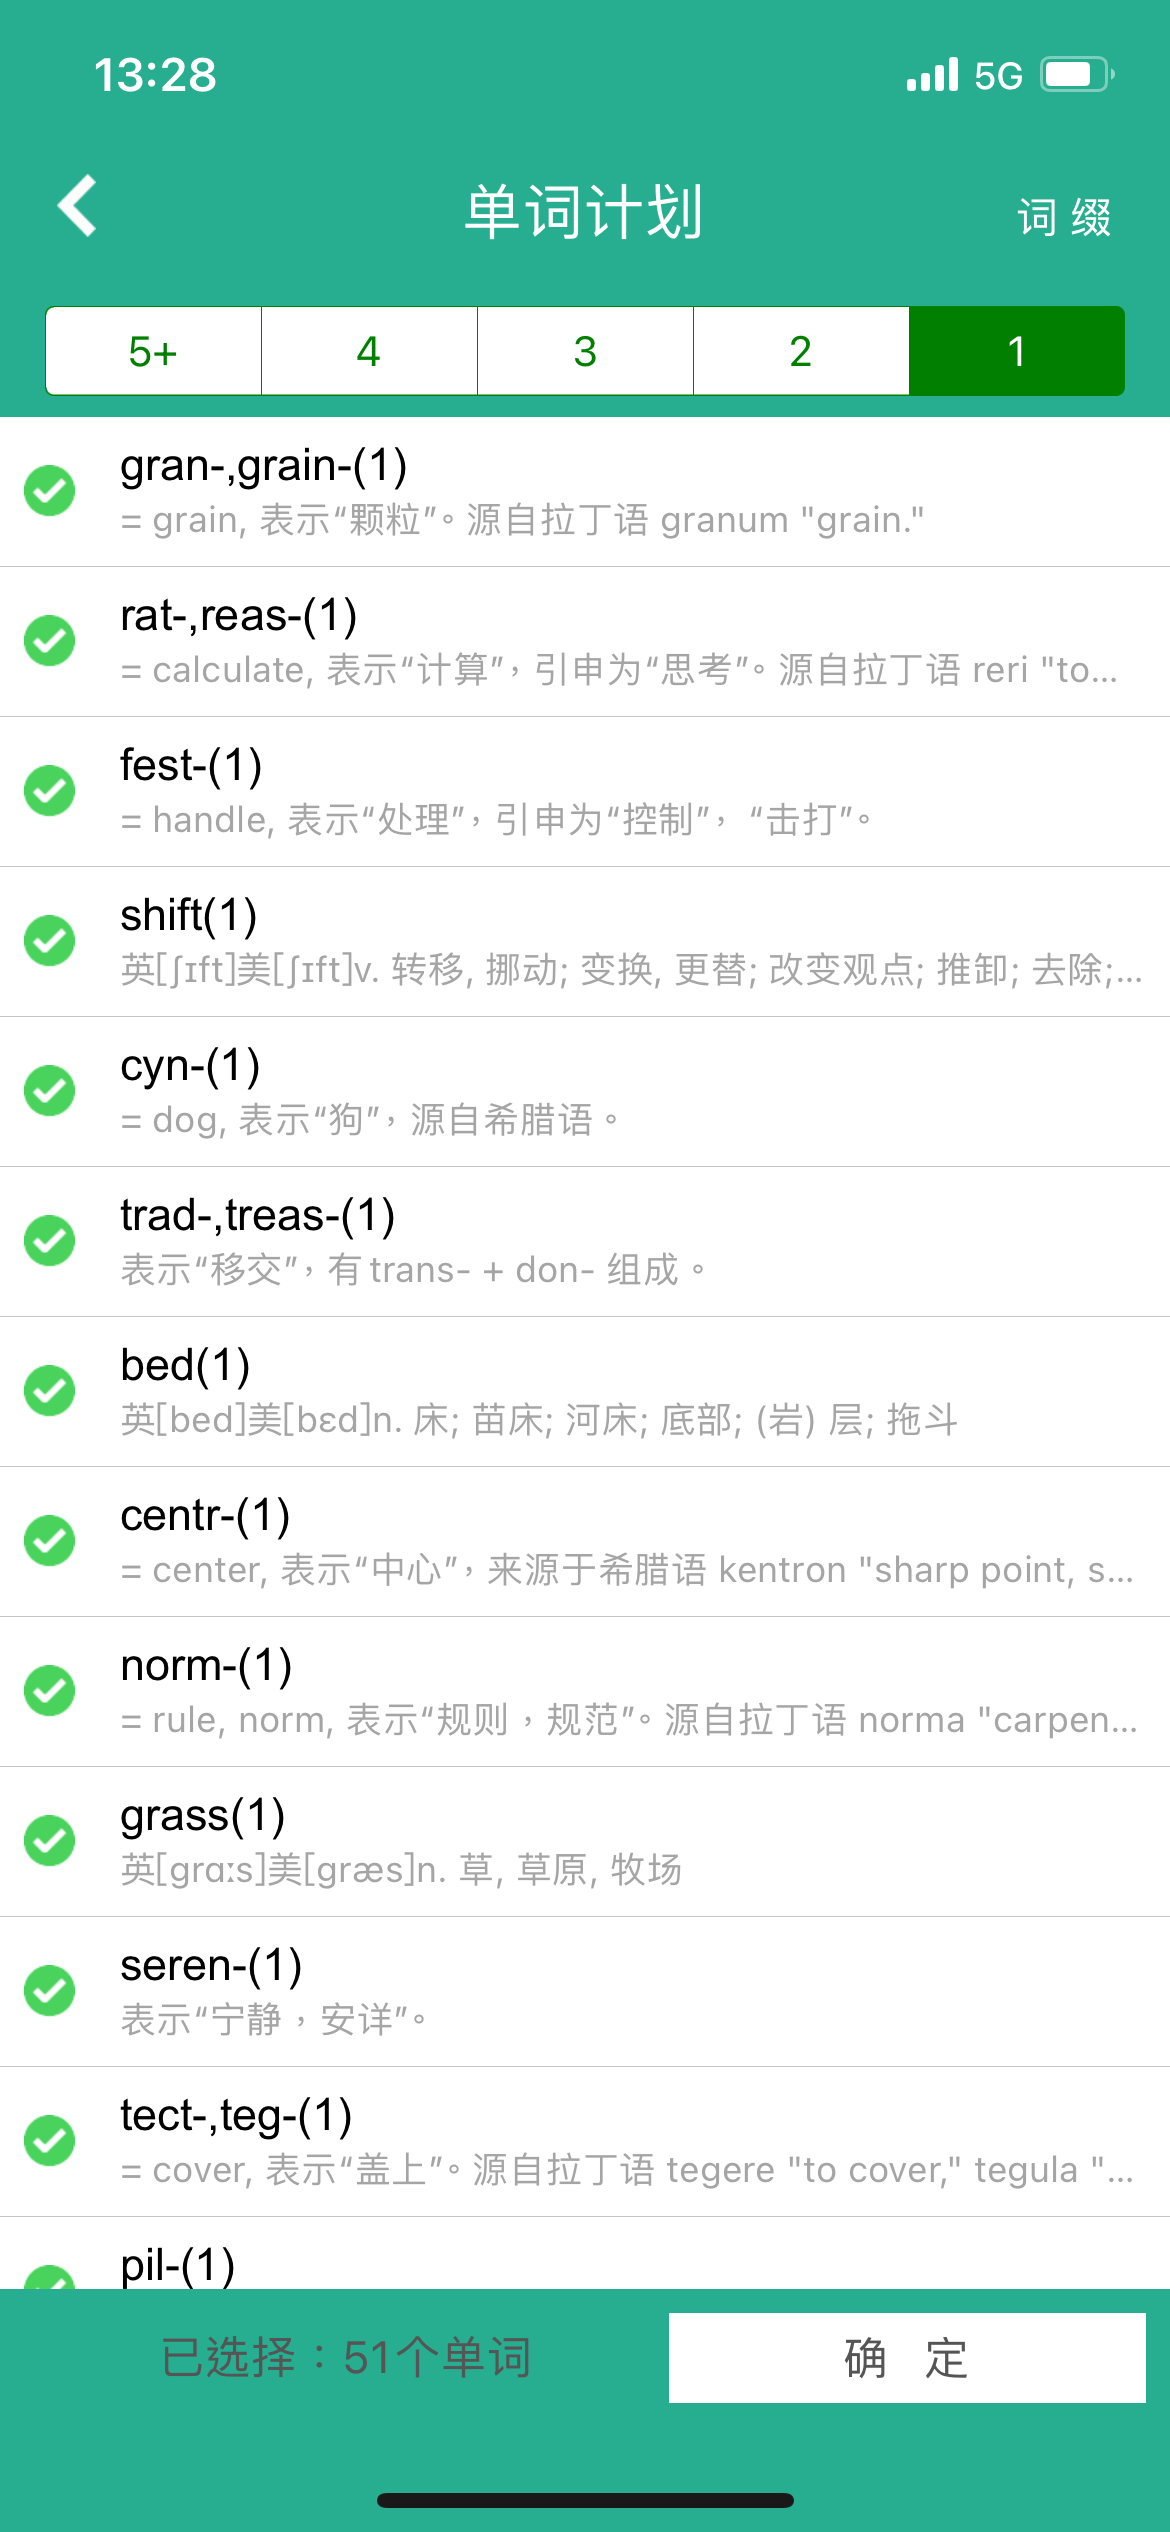 13:28
5G
单词计划
词 缀
5+ 4 3 2 1
gran-,grain-(1)
= grain, 表示“颗粒”。源自拉丁语 granum "grain."
rat-,reas-(1)
= calculate, 表示“计算”，引申为“思考”。源自拉丁语 reri "to...
fest-(1)
= handle, 表示“处理”，引申为“控制”， “击打”。
shift(1)
英[ʃɪft]美[ʃɪft]v. 转移, 挪动; 变换, 更替; 改变观点; 推卸; 去除;...
cyn-(1)
= dog, 表示“狗”，源自希腊语。
trad-,treas-(1)
表示“移交”，有 trans- + don- 组成。
bed(1)
英[bed]美[bɛd]n. 床; 苗床; 河床; 底部; (岩) 层; 拖斗
centr-(1)
= center, 表示“中心”，来源于希腊语 kentron "sharp point, s...
norm-(1)
= rule, norm, 表示“规则，规范”。源自拉丁语 norma "carpen...
grass(1)
英[grɑːs]美[græs]n. 草, 草原, 牧场
seren-(1)
表示“宁静，安详”。
tect-,teg-(1)
= cover, 表示“盖上”。源自拉丁语 tegere "to cover," tegula "...
pil-(1)
已选择：51个单词
确 定